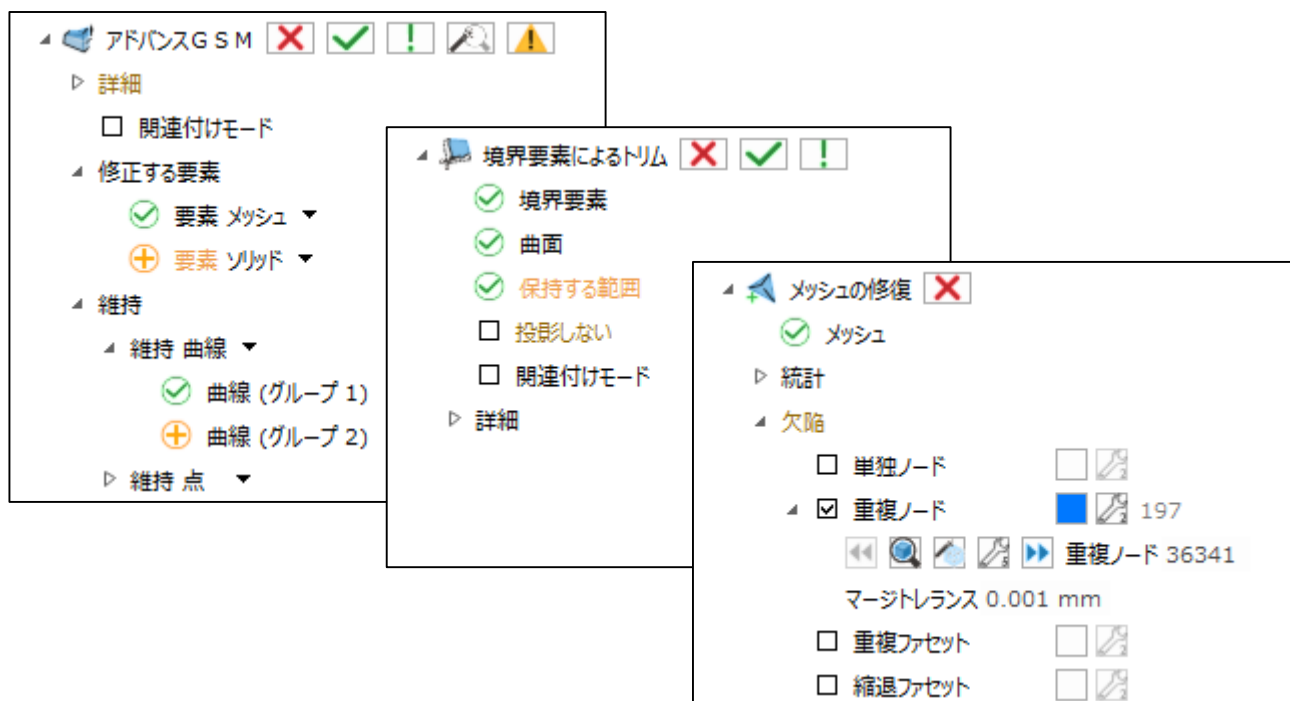 アドバンスGSM
詳細
関連付けモード
修正する要素
要素 メッシュ
要素 ソリッド
維持
維持 曲線
曲線 (グループ 1)
曲線 (グループ 2)
維持 点
境界要素によるトリム
境界要素
曲面
保持する範囲
投影しない
関連付けモード
詳細
メッシュの修復
メッシュ
統計
欠陥
単独ノード
重複ノード 197
重複ノード 36341
マージトレランス 0.001 mm
重複ファセット
縮退ファセット